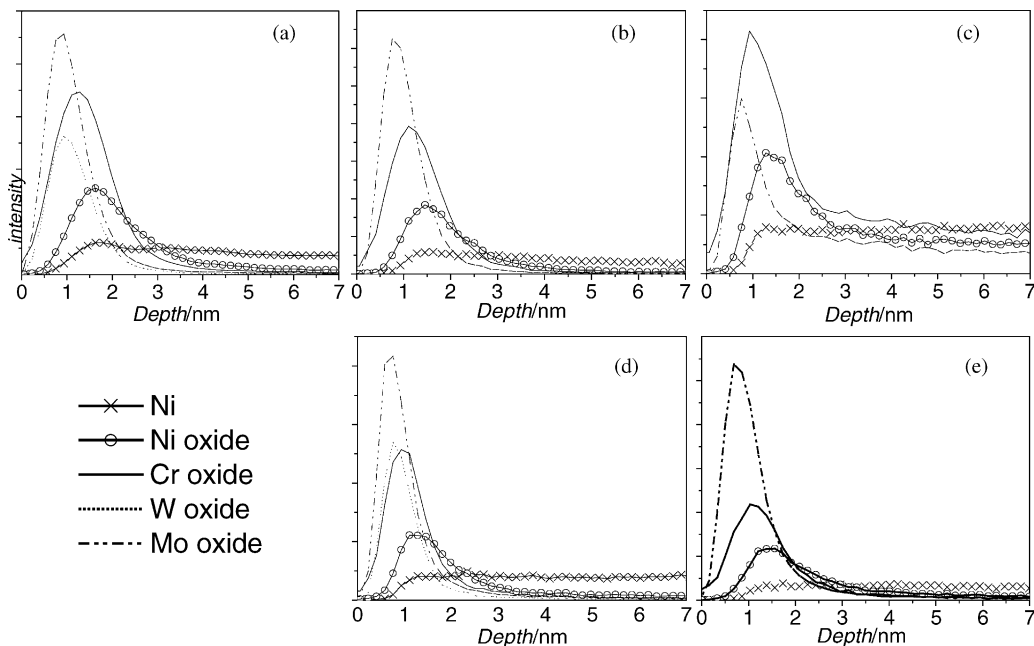 (a)
(b)
(c)
intensity
0 1 2 3 4 5 6 7
0 1 2 3 4 5 6 7
0 1 2 3 4 5 6 7
Depth/nm
Depth/nm
Depth/nm
(d)
(e)
Ni
Ni oxide
Cr oxide
W oxide
Mo oxide
0 1 2 3 4 5 6 7
0 1 2 3 4 5 6 7
Depth/nm
Depth/nm